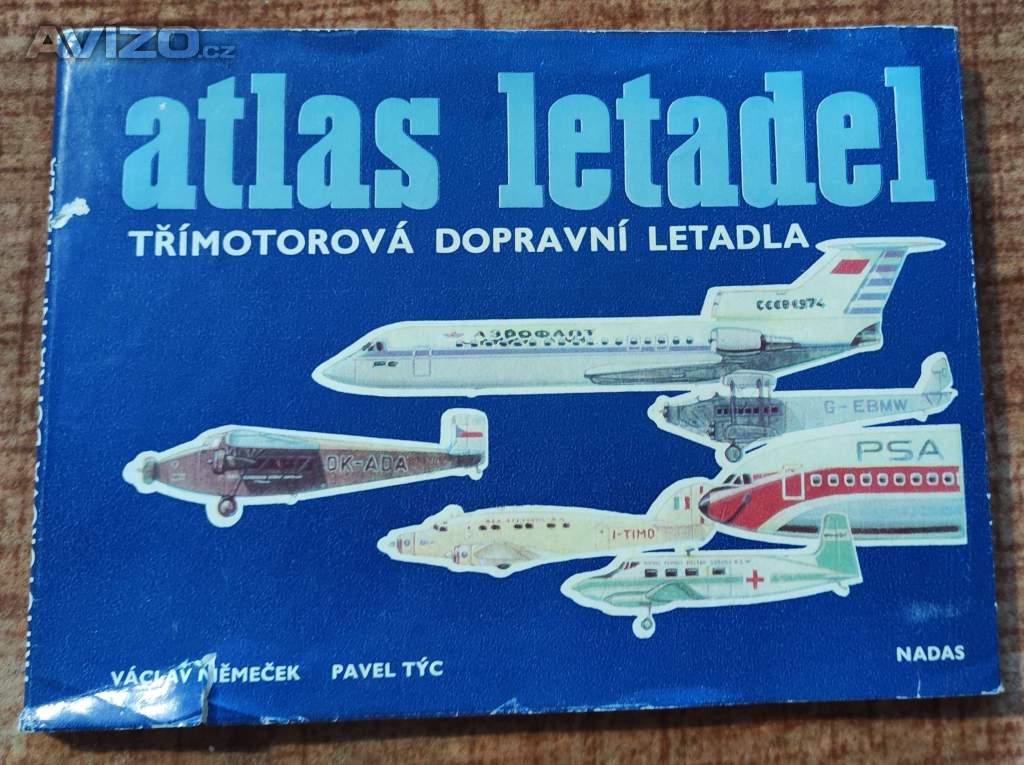 AVIZO.cz
atlas letadel
TŘÍMOTOROVÁ DOPRAVNÍ LETADLA
СССР
АЭРОФЛОТ
G-EBMW
OK-ADA
PSA
I-TIMO
VÁCLAV NĚMEČEK PAVEL TÝC
NADAS